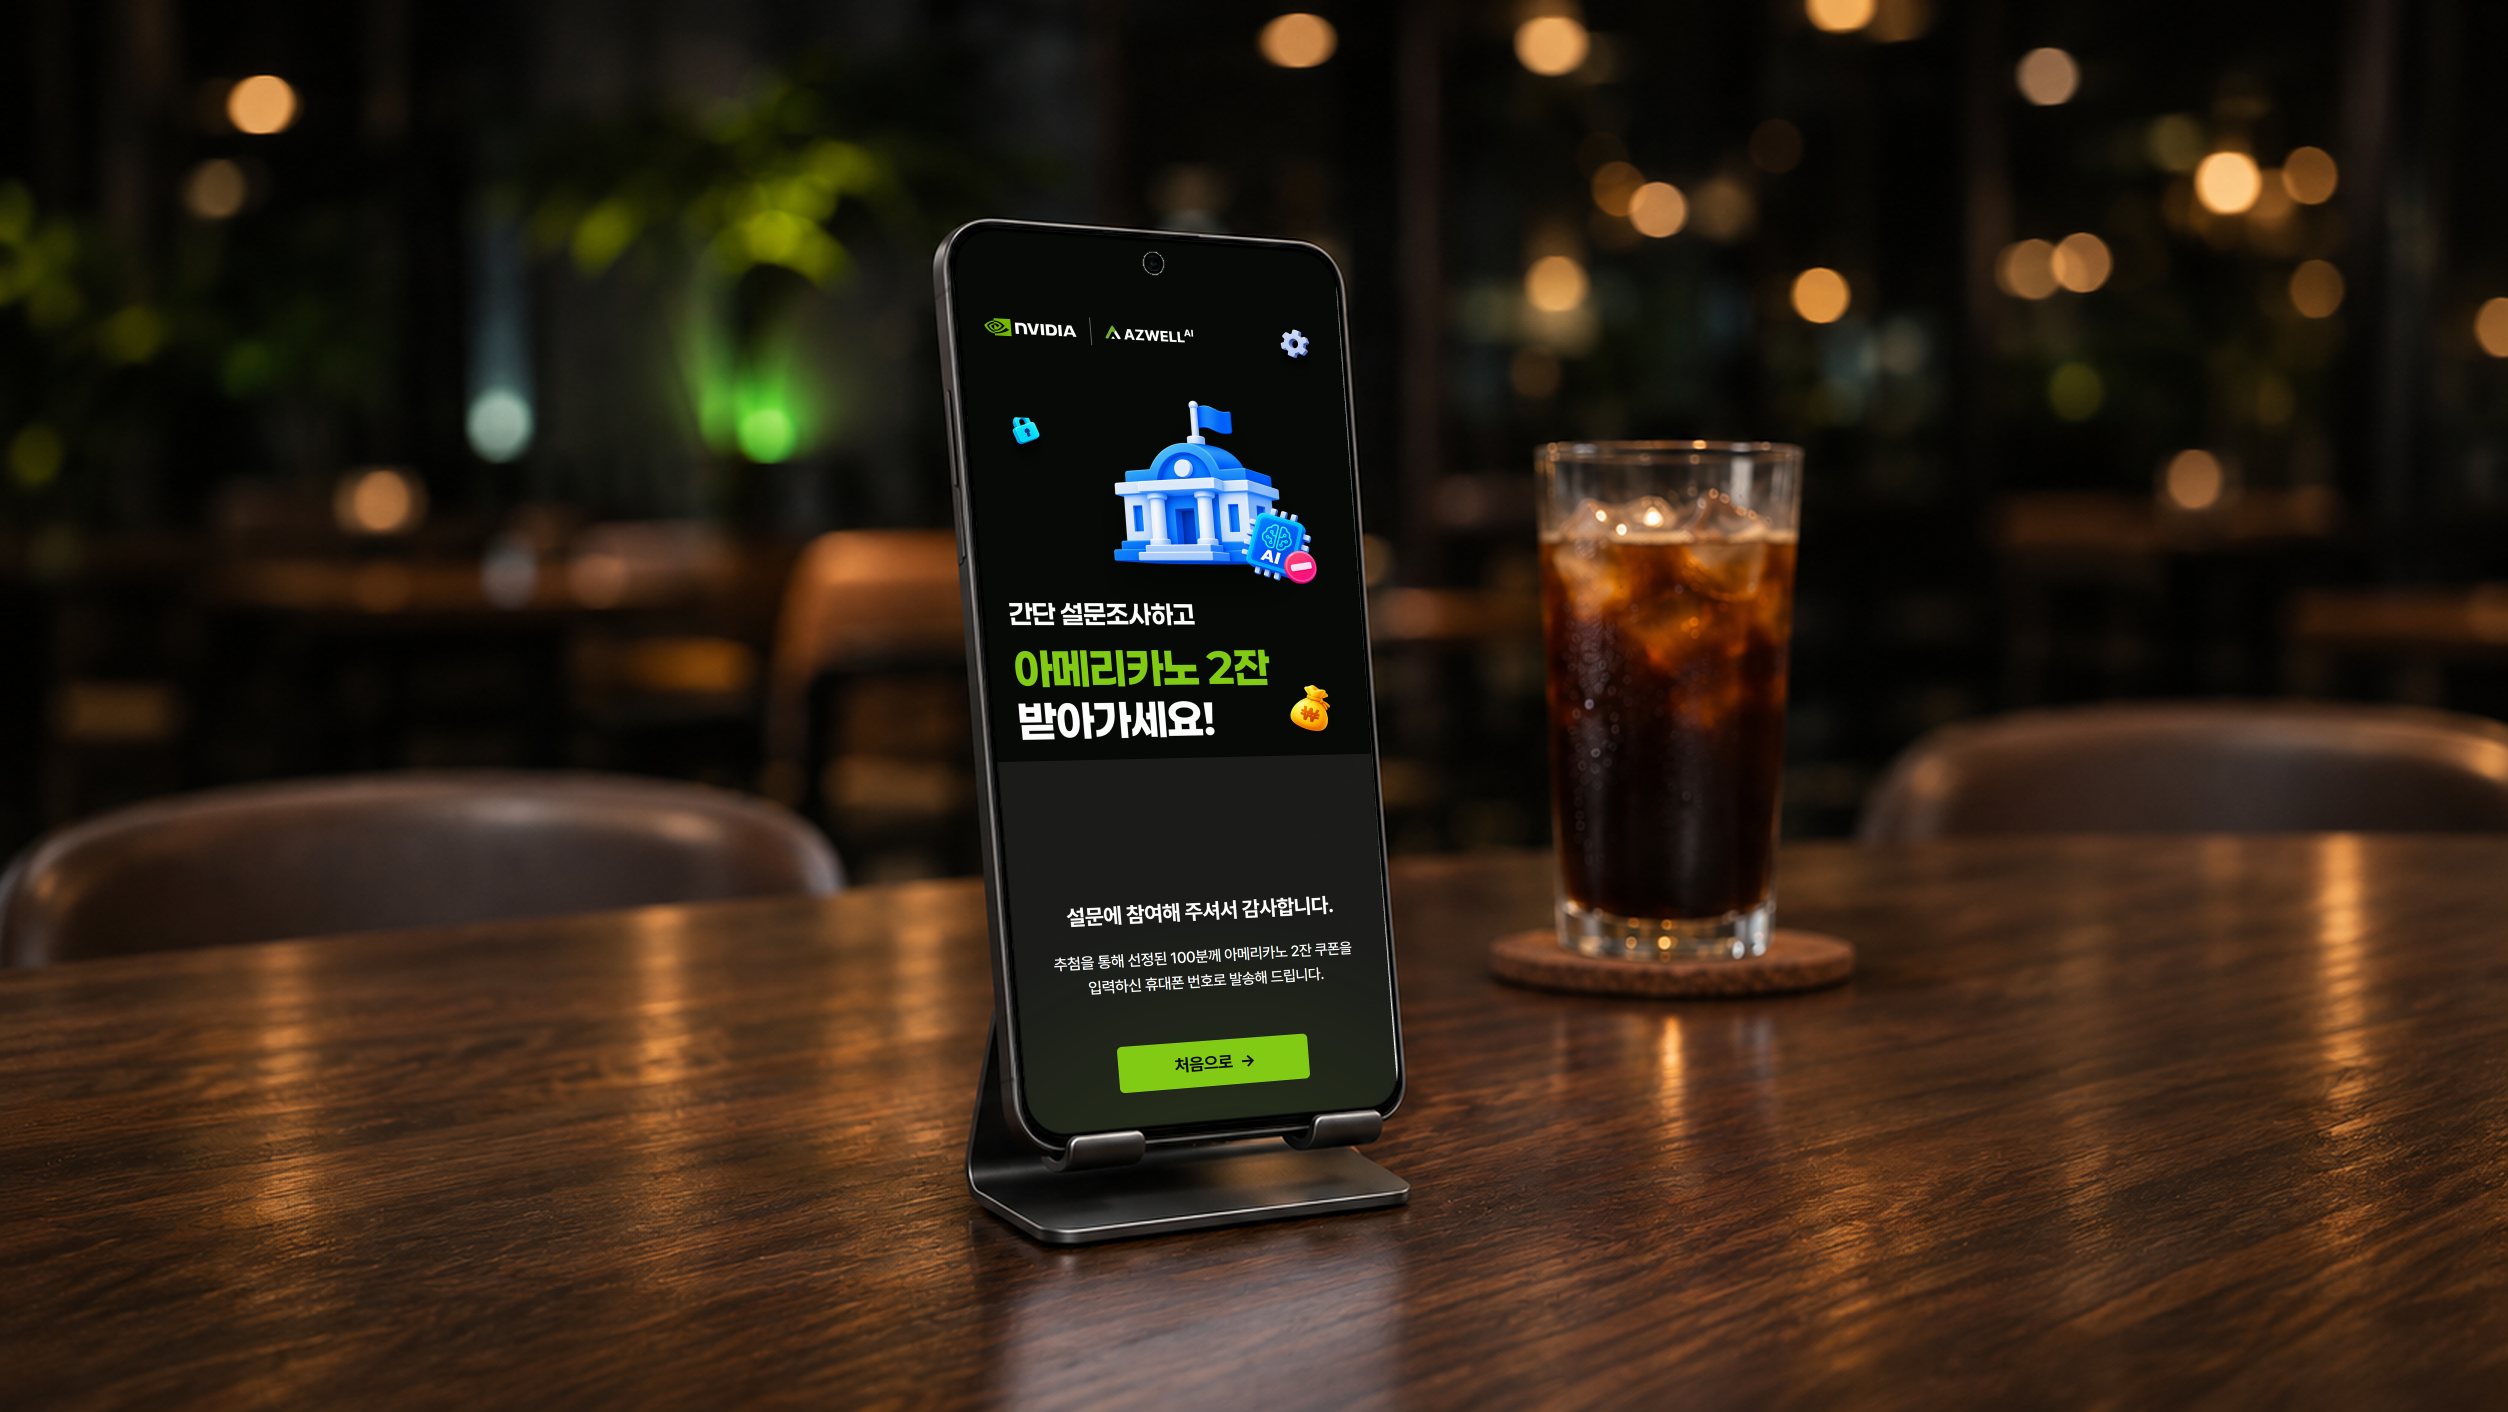 NVIDIA | AZWELL AI
AI
간단 설문조사하고
아메리카노 2잔
받아가세요!
₩
설문에 참여해 주셔서 감사합니다.
추첨을 통해 선정된 100분께 아메리카노 2잔 쿠폰을
입력하신 휴대폰 번호로 발송해 드립니다.
처음으로 →